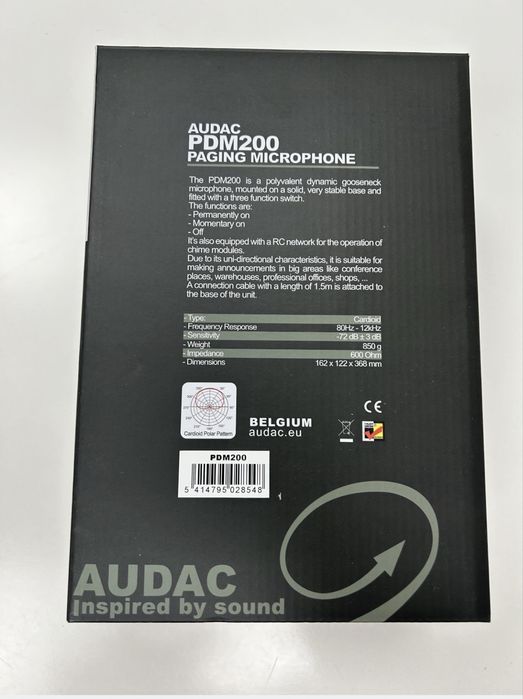 AUDAC
PDM200
PAGING MICROPHONE
The PDM200 is a polyvalent dynamic gooseneck
microphone, mounted on a solid, very stable base and
fitted with a three function switch.
The functions are:
- Permanently on
- Momentary on
- Off
It's also equipped with a RC network for the operation of
chime modules.
Due to its uni-directional characteristics, it is suitable for
making announcements in big areas like conference
places, warehouses, professional offices, shops, ...
A connection cable with a length of 1.5m is attached to
the base of the unit.
- Type: Cardioid
- Frequency Response 80Hz - 12kHz
- Sensitivity -72 dB ± 3 dB
- Weight 850 g
- Impedance 600 Ohm
- Dimensions 162 x 122 x 368 mm
Cardioid Polar Pattern
BELGIUM
audac.eu
CE
PDM200
5 414795 028548
AUDAC
Inspired by sound